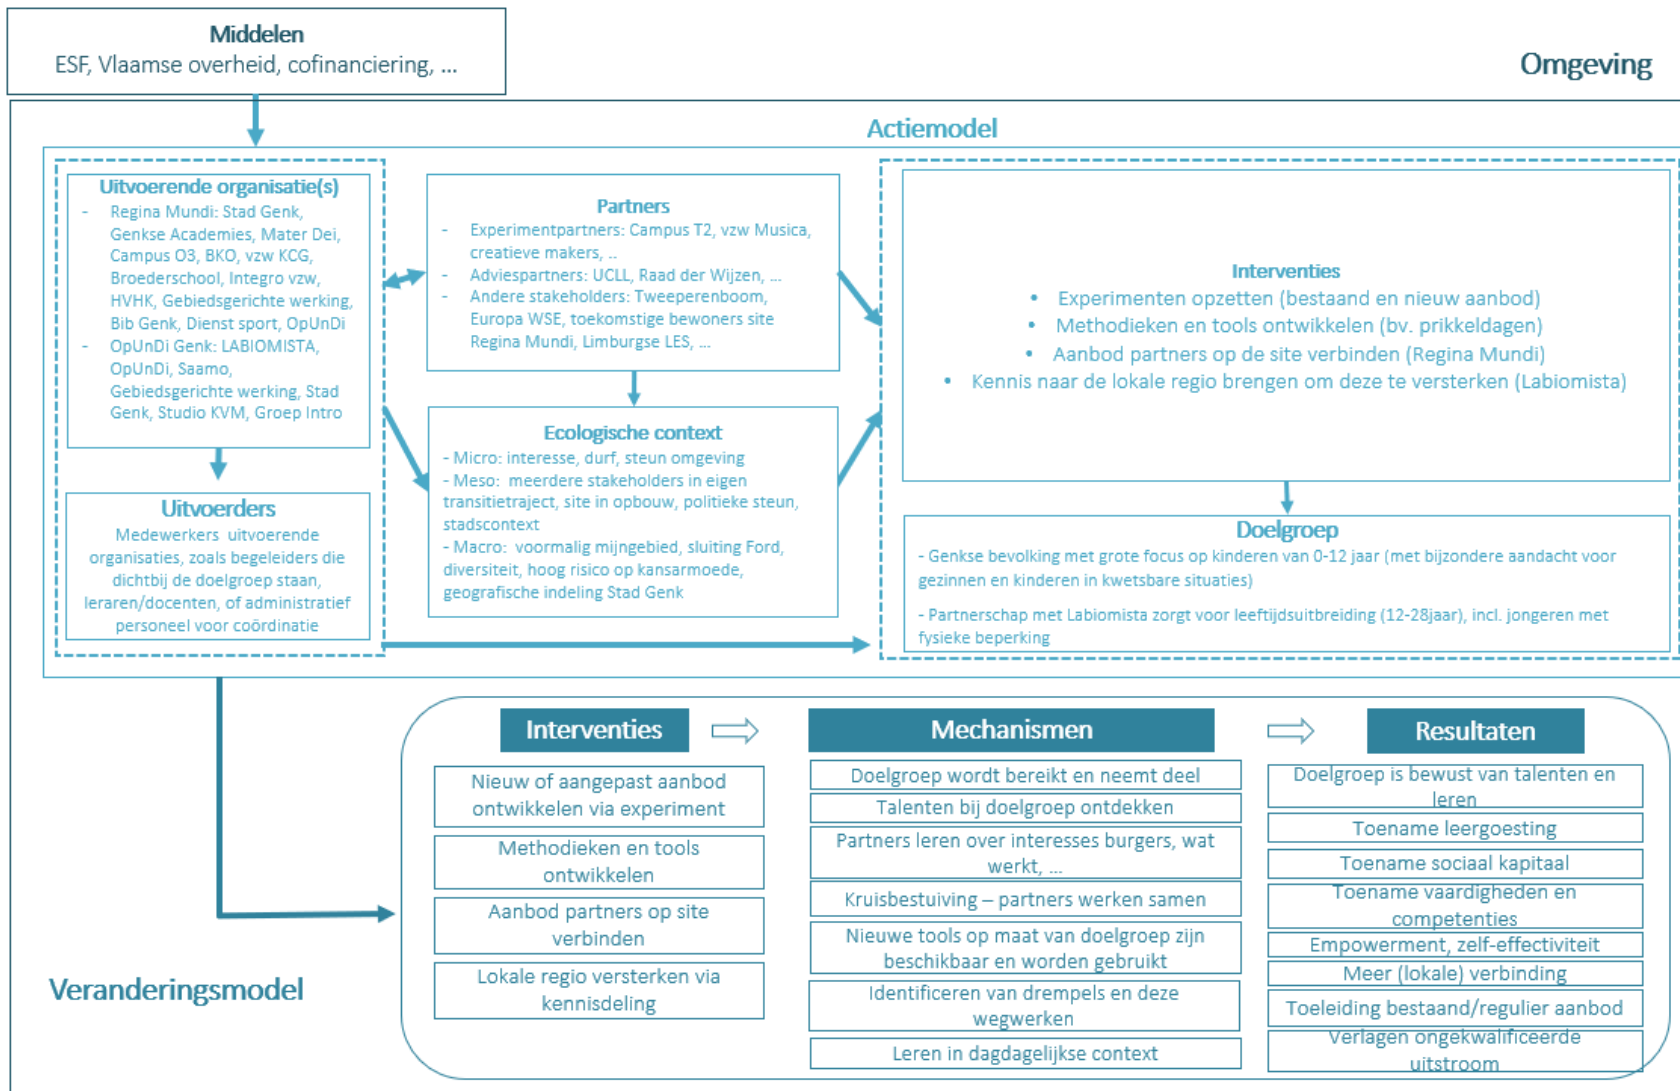 Middelen
ESF, Vlaamse overheid, cofinanciering, ...
Omgeving
Actiemodel
Uitvoerende organisatie(s)
- Regina Mundi: Stad Genk,
Genkse Academies, Mater Dei,
Campus O3, BKO, vzw KCG,
Broederschool, Integro vzw,
HVHK, Gebiedsgerichte werking,
Bib Genk, Dienst sport, OpUnDi
- OpUnDi Genk: LABIOMISTA,
OpUnDi, Saamo,
Gebiedsgerichte werking, Stad
Genk, Studio KVM, Groep Intro
Uitvoerders
Medewerkers uitvoerende
organisaties, zoals begeleiders die
dichtbij de doelgroep staan,
leraren/docenten, of administratief
personeel voor coördinatie
Partners
- Experimentpartners: Campus T2, vzw Musica,
creatieve makers, ..
- Adviespartners: UCLL, Raad der Wijzen, ...
- Andere stakeholders: Tweeperenboom,
Europa WSE, toekomstige bewoners site
Regina Mundi, Limburgse LES, ...
Ecologische context
- Micro: interesse, durf, steun omgeving
- Meso: meerdere stakeholders in eigen
transitietraject, site in opbouw, politieke steun,
stadscontext
- Macro: voormalig mijngebied, sluiting Ford,
diversiteit, hoog risico op kansarmoede,
geografische indeling Stad Genk
Interventies
• Experimenten opzetten (bestaand en nieuw aanbod)
• Methodieken en tools ontwikkelen (bv. prikkeldagen)
• Aanbod partners op de site verbinden (Regina Mundi)
• Kennis naar de lokale regio brengen om deze te versterken (Labiomista)
Doelgroep
- Genkse bevolking met grote focus op kinderen van 0-12 jaar (met bijzondere aandacht voor
gezinnen en kinderen in kwetsbare situaties)
- Partnerschap met Labiomista zorgt voor leeftijdsuitbreiding (12-28jaar), incl. jongeren met
fysieke beperking
Veranderingsmodel
Interventies
Nieuw of aangepast aanbod
ontwikkelen via experiment
Methodieken en tools
ontwikkelen
Aanbod partners op site
verbinden
Lokale regio versterken via
kennisdeling
Mechanismen
Doelgroep wordt bereikt en neemt deel
Talenten bij doelgroep ontdekken
Partners leren over interesses burgers, wat
werkt, ...
Kruisbestuiving – partners werken samen
Nieuwe tools op maat van doelgroep zijn
beschikbaar en worden gebruikt
Identificeren van drempels en deze
wegwerken
Leren in dagdagelijkse context
Resultaten
Doelgroep is bewust van talenten en
leren
Toename leergoesting
Toename sociaal kapitaal
Toename vaardigheden en
competenties
Empowerment, zelf-effectiviteit
Meer (lokale) verbinding
Toeleiding bestaand/regulier aanbod
Verlagen ongekwalificeerde
uitstroom